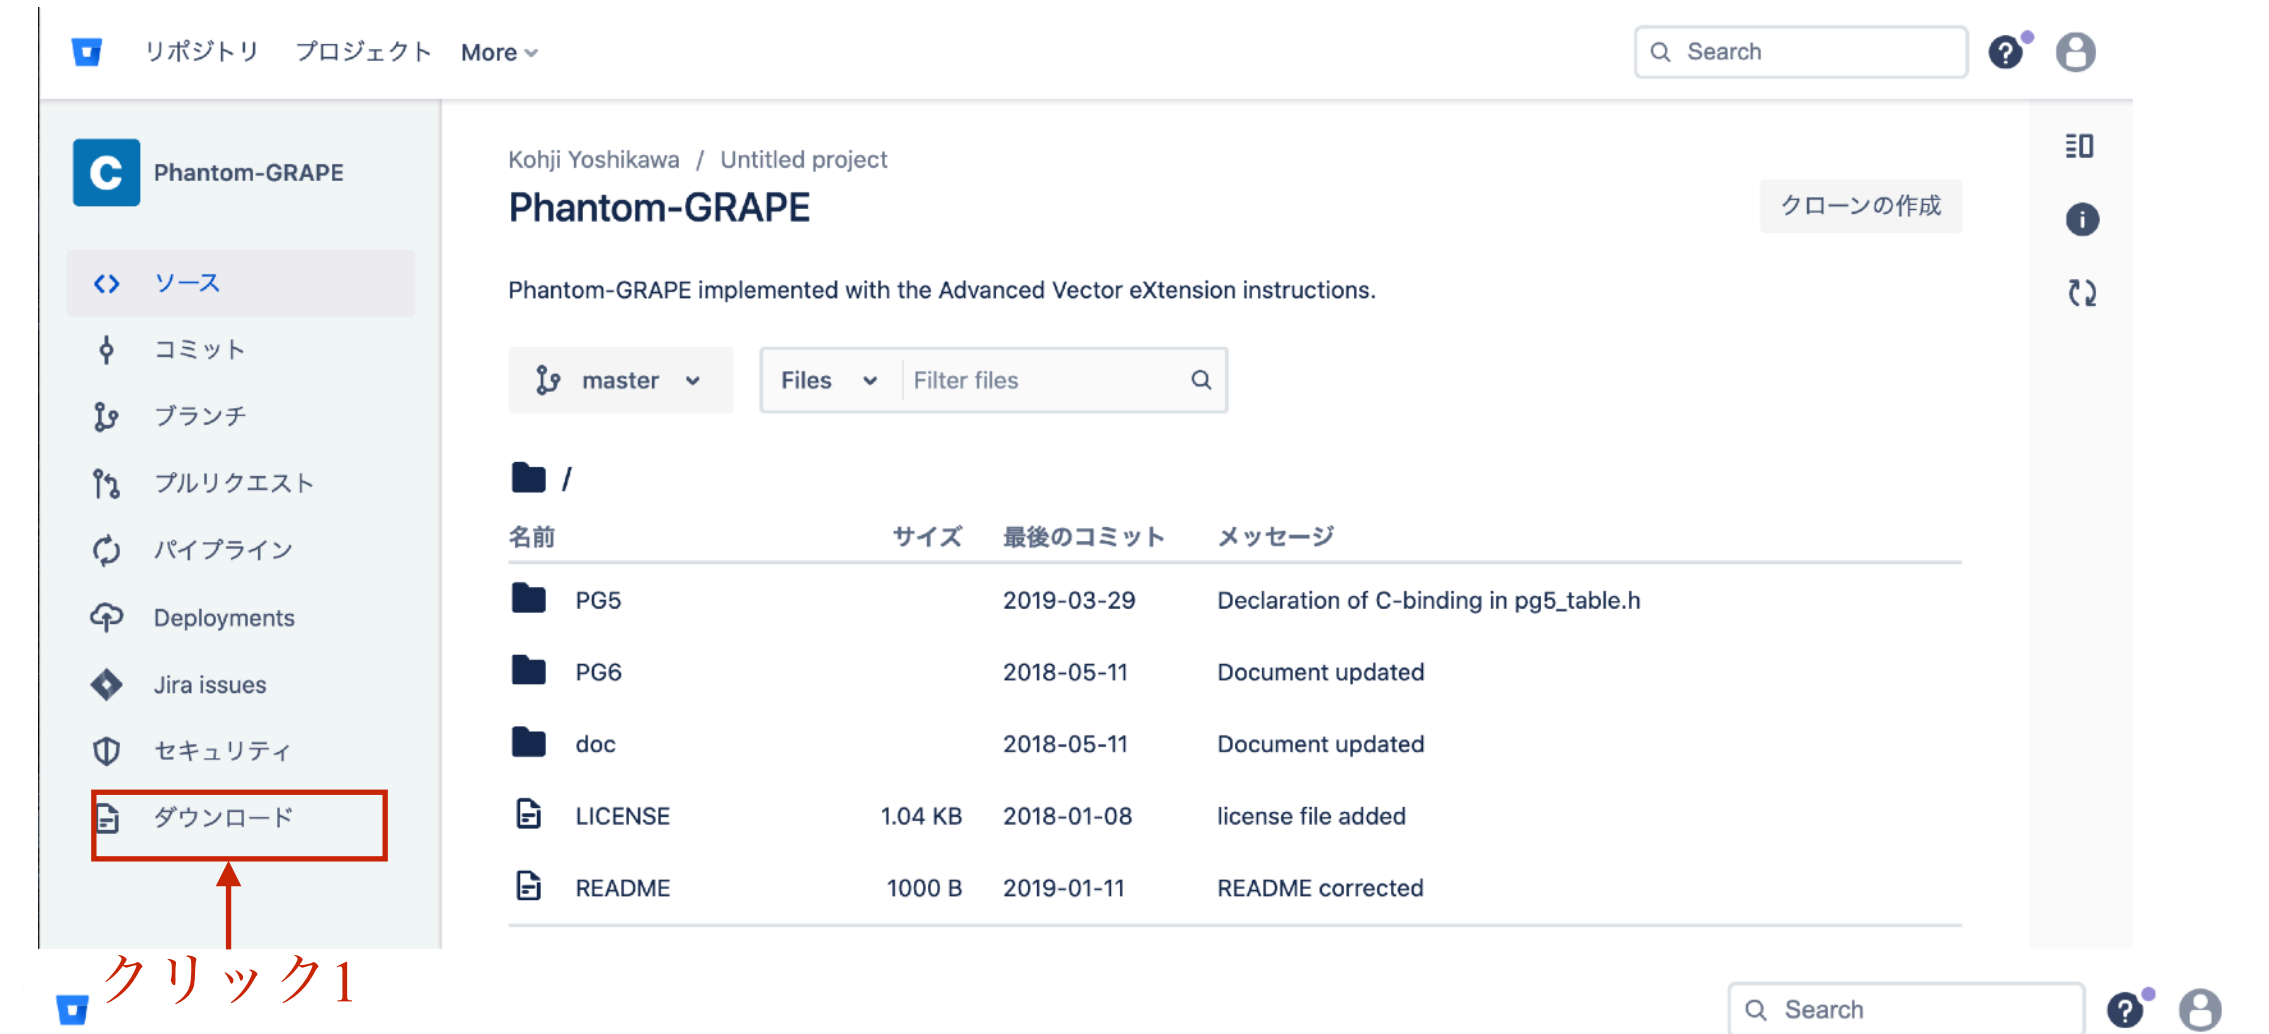 リポジトリ プロジェクト More Search
C Phantom-GRAPE
ソース
コミット
ブランチ
プルリクエスト
パイプライン
Deployments
Jira issues
セキュリティ
ダウンロード
クリック1
Kohji Yoshikawa / Untitled project
Phantom-GRAPE
クローンの作成
Phantom-GRAPE implemented with the Advanced Vector eXtension instructions.
master Files Filter files
/
名前 サイズ 最後のコミット メッセージ
PG5 2019-03-29 Declaration of C-binding in pg5_table.h
PG6 2018-05-11 Document updated
doc 2018-05-11 Document updated
LICENSE 1.04 KB 2018-01-08 license file added
README 1000 B 2019-01-11 README corrected
Search